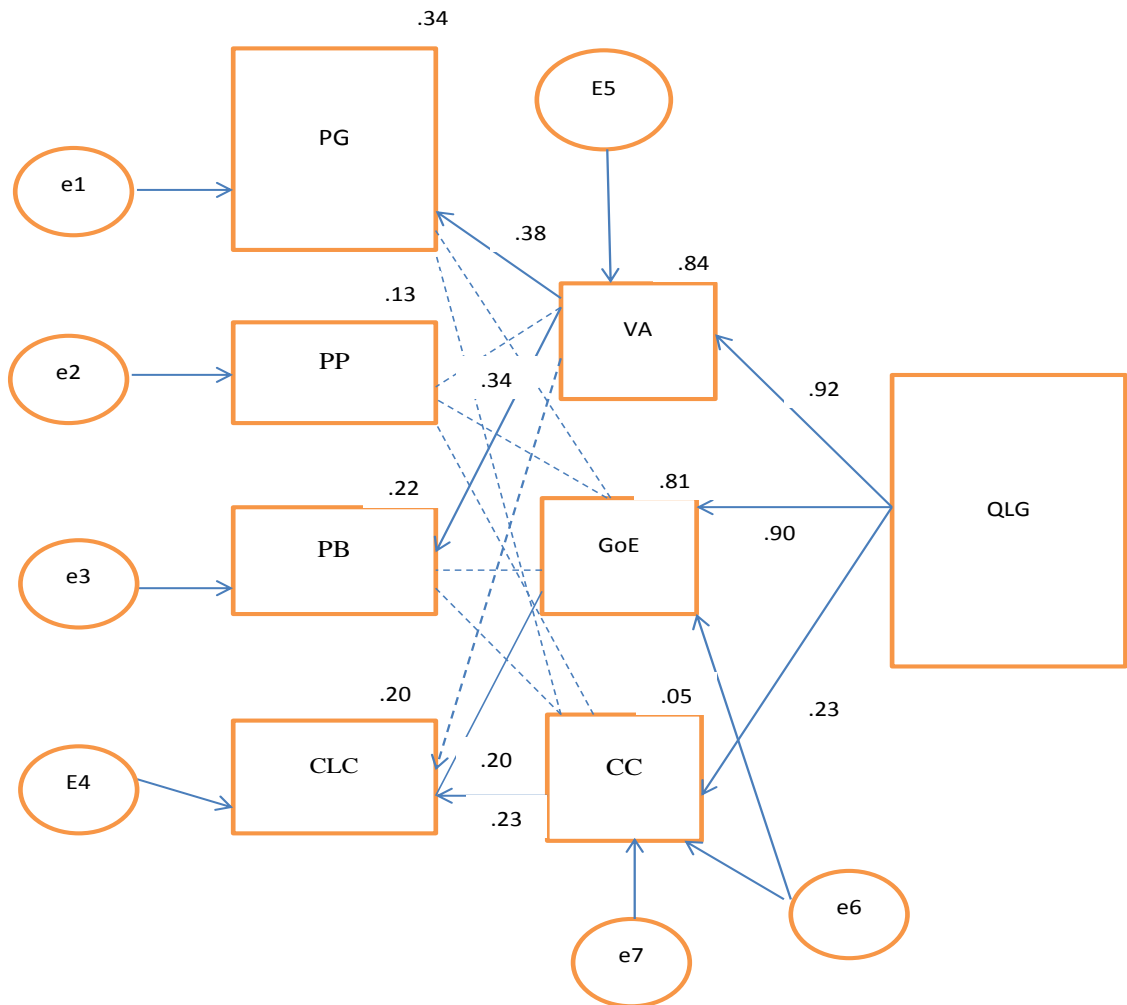 .34
E5
PG
e1
.38
.84
.13
VA
PP
e2
.34
.92
.81
.22
QLG
.90
GoE
PB
e3
.20
.05
.23
CLC
.20
CC
E4
.23
e6
e7